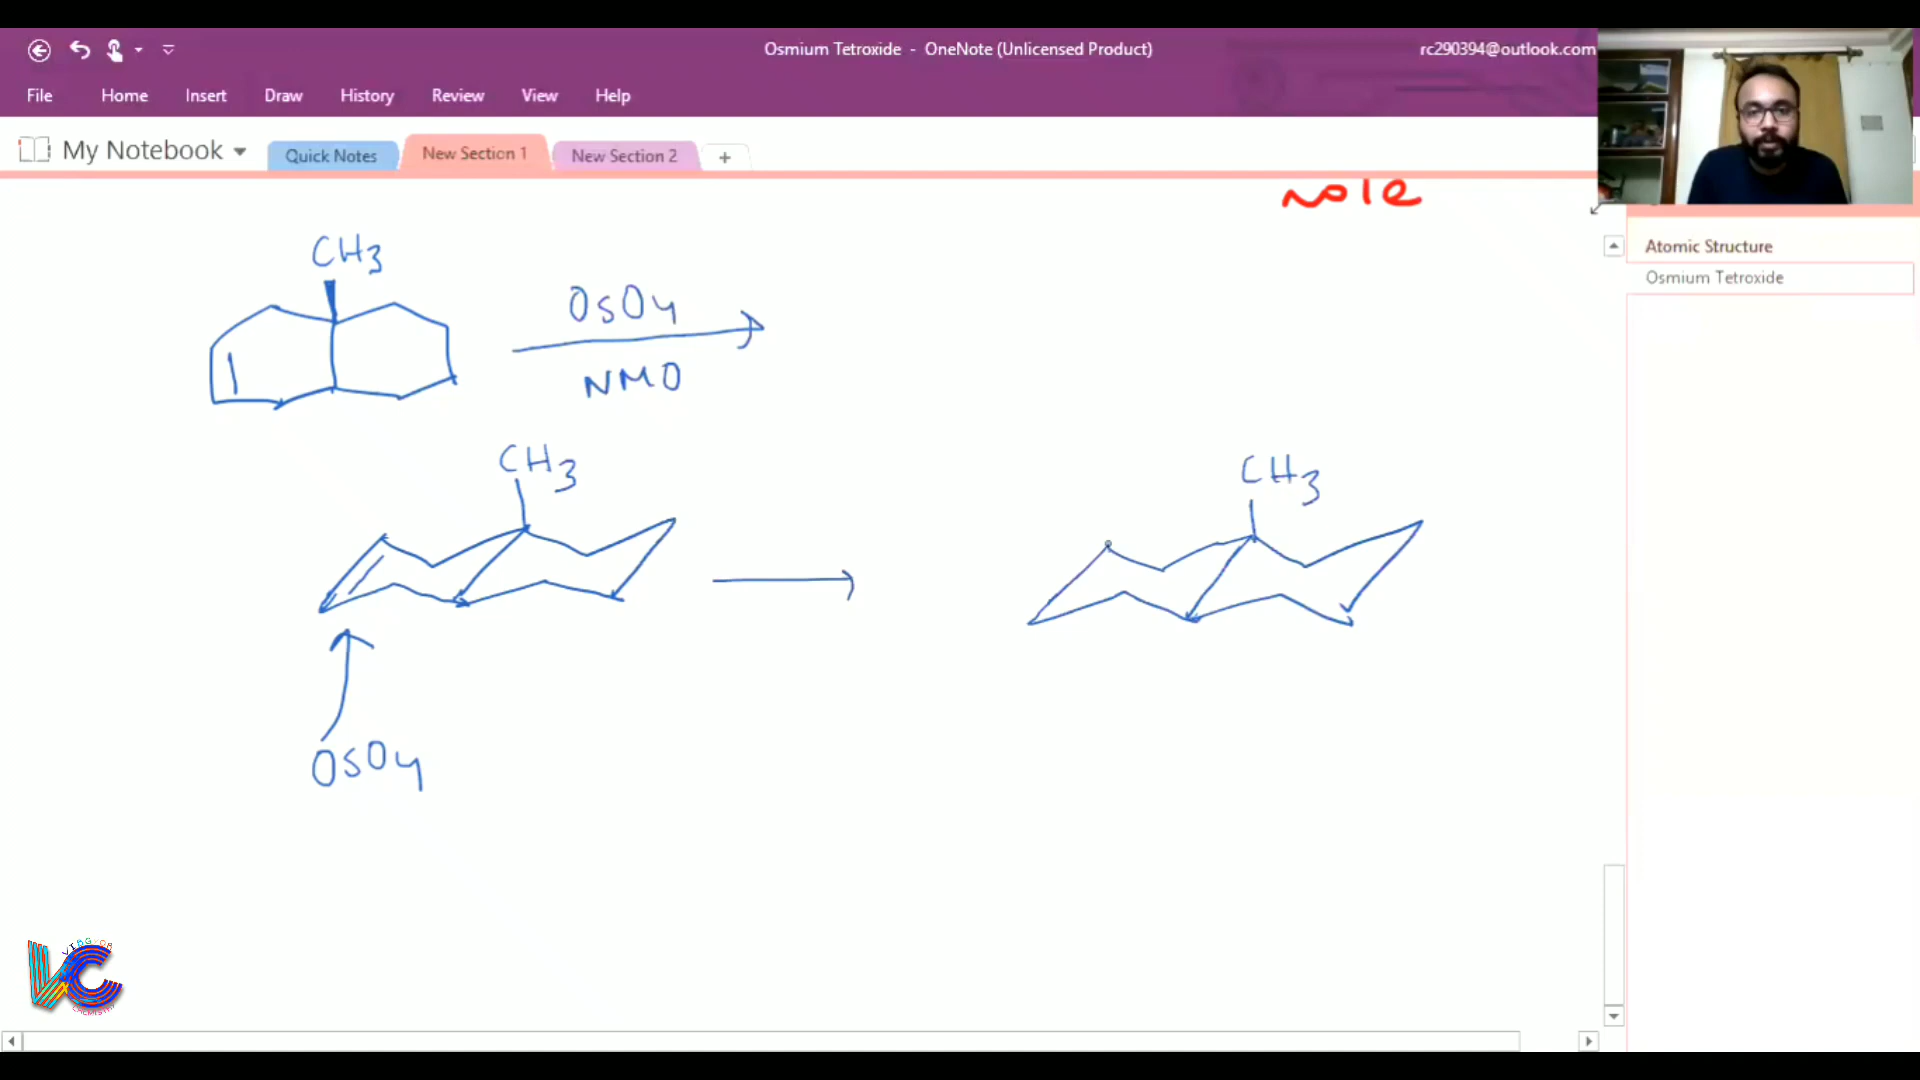 Osmium Tetroxide - OneNote (Unlicensed Product)
rc290394@outlook.com
File Home Insert Draw History Review View Help
My Notebook
Quick Notes
New Section 1
New Section 2
+
Atomic Structure
Osmium Tetroxide
CH3
OsO4
NMO
CH3
CH3
OsO4
VC